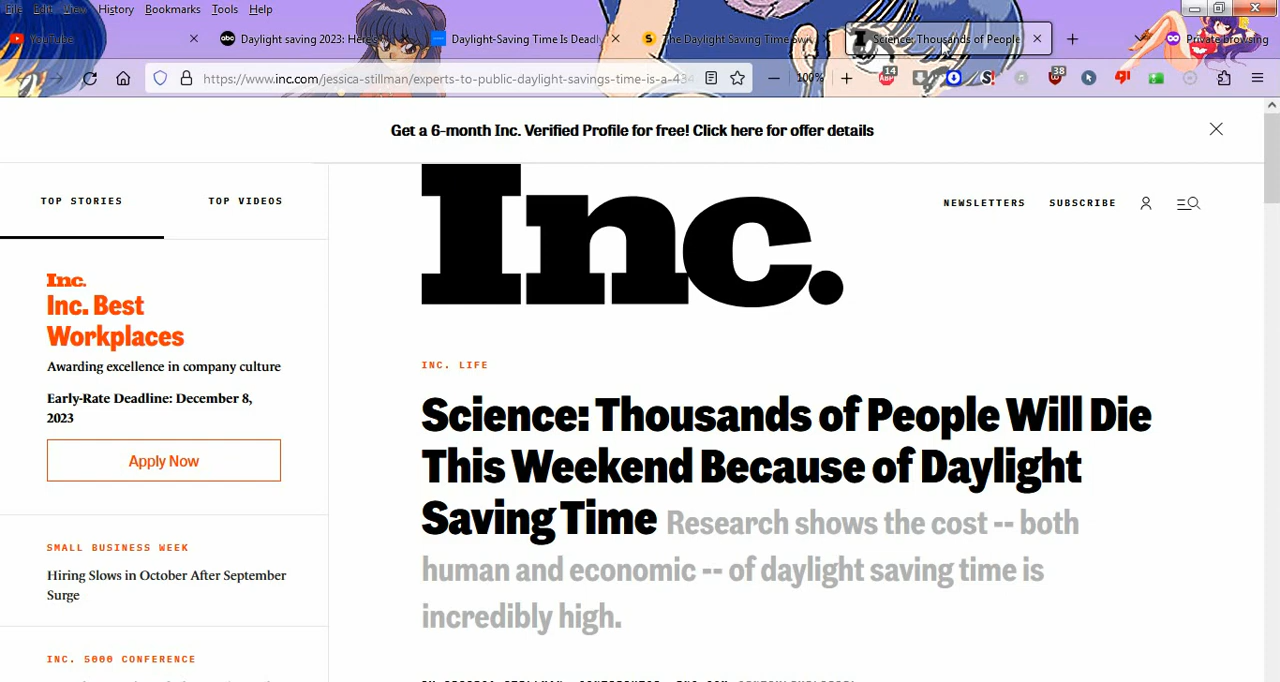 File Edit View History Bookmarks Tools Help
YouTube
abc Daylight saving 2023: Here's
Daylight-Saving Time Is Deadly
S The Daylight Saving Time Sw
Science: Thousands of People
Private browsing
https://www.inc.com/jessica-stillman/experts-to-public-daylight-savings-time-is-a-434
100%
14
38
Get a 6-month Inc. Verified Profile for free! Click here for offer details
TOP STORIES
TOP VIDEOS
Inc.
NEWSLETTERS
SUBSCRIBE
Inc.
Inc. Best
Workplaces
Awarding excellence in company culture
Early-Rate Deadline: December 8,
2023
Apply Now
SMALL BUSINESS WEEK
Hiring Slows in October After September
Surge
INC. 5000 CONFERENCE
INC. LIFE
Science: Thousands of People Will Die
This Weekend Because of Daylight
Saving Time Research shows the cost -- both
human and economic -- of daylight saving time is
incredibly high.